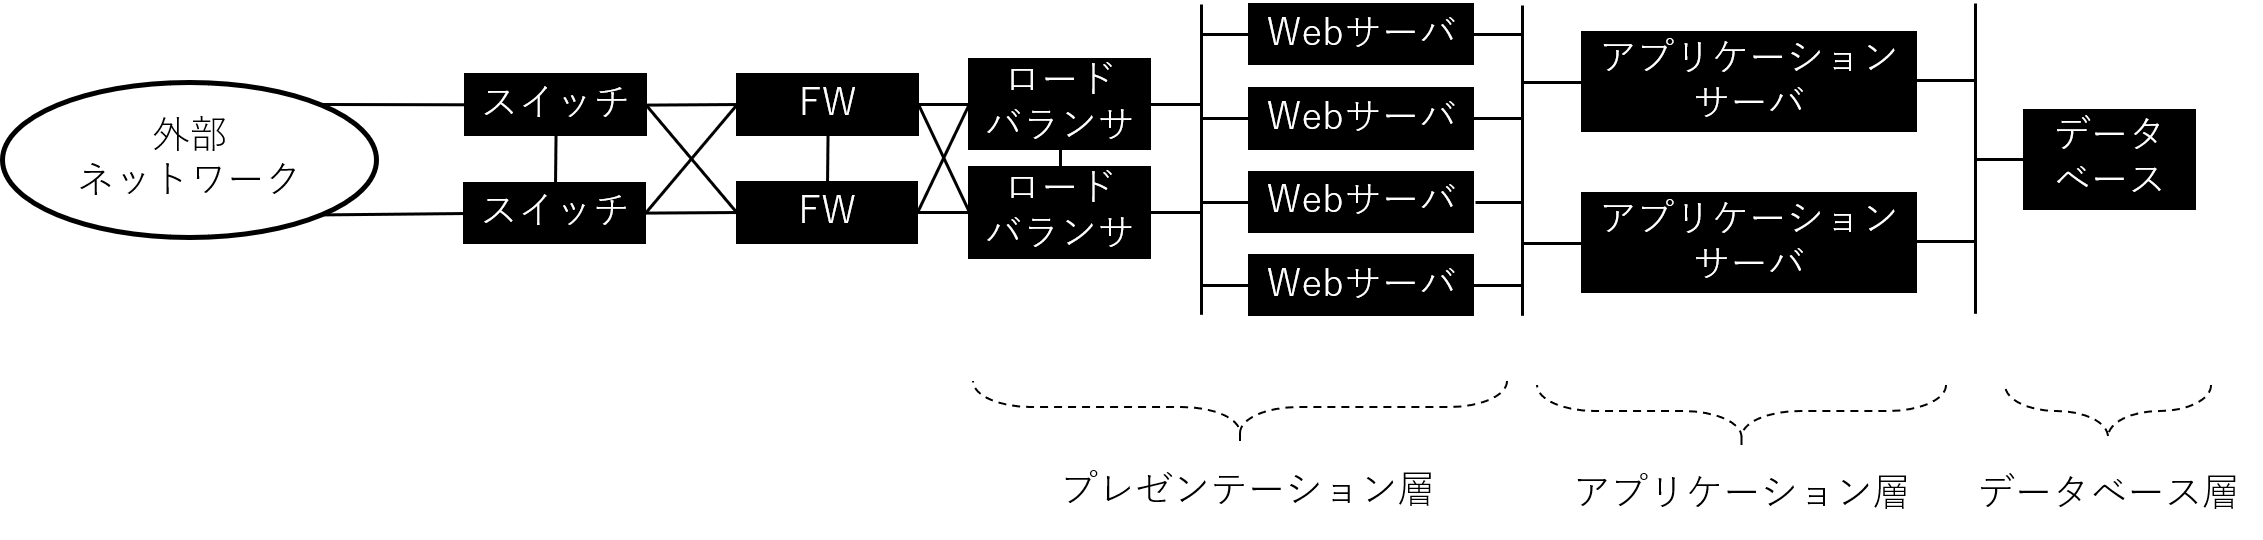 外部
ネットワーク
スイッチ
スイッチ
FW
FW
ロード
バランサ
ロード
バランサ
Webサーバ
Webサーバ
Webサーバ
Webサーバ
アプリケーション
サーバ
アプリケーション
サーバ
データ
ベース
プレゼンテーション層
アプリケーション層
データベース層